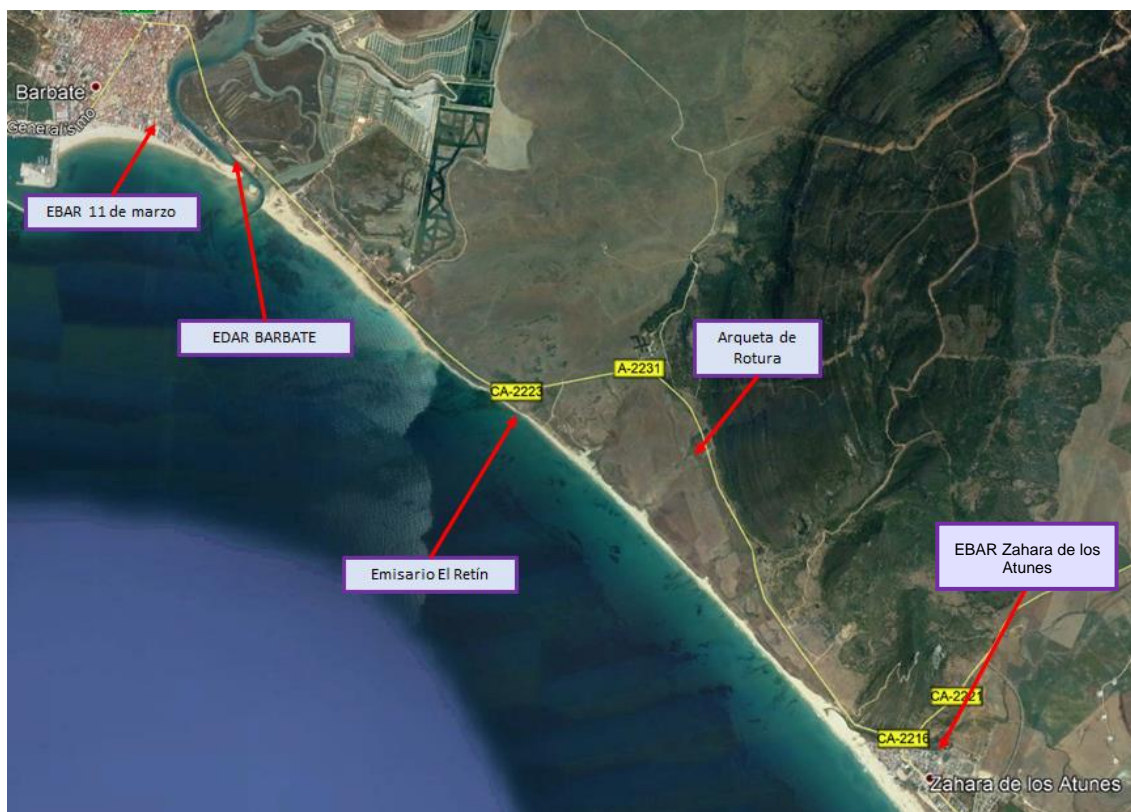 Barbate
Generalísimo
EBAR 11 de marzo
EDAR BARBATE
Arqueta de
Rotura
A-2231
CA-2223
Emisario El Retín
EBAR Zahara de los
Atunes
CA-2221
CA-2216
Zahara de los Atunes